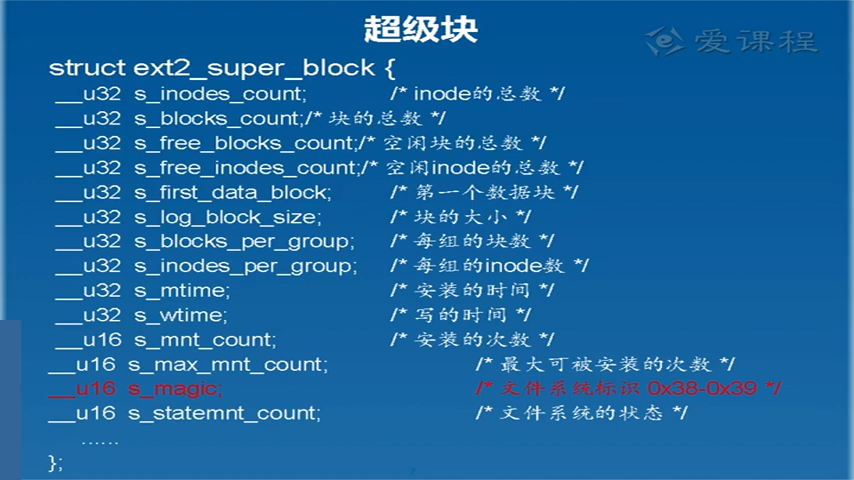 超级块
爱课程
struct ext2_super_block {
__u32 s_inodes_count; /* inode的总数 */
__u32 s_blocks_count;/* 块的总数 */
__u32 s_free_blocks_count;/* 空闲块的总数 */
__u32 s_free_inodes_count;/* 空闲inode的总数 */
__u32 s_first_data_block; /* 第一个数据块 */
__u32 s_log_block_size; /* 块的大小 */
__u32 s_blocks_per_group; /* 每组的块数 */
__u32 s_inodes_per_group; /* 每组的inode数 */
__u32 s_mtime; /* 安装的时间 */
__u32 s_wtime; /* 写的时间 */
__u16 s_mnt_count; /* 安装的次数 */
__u16 s_max_mnt_count; /* 最大可被安装的次数 */
__u16 s_magic; /* 文件系统标识 0x38-0x39 */
__u16 s_statemnt_count; /* 文件系统的状态 */
……
};